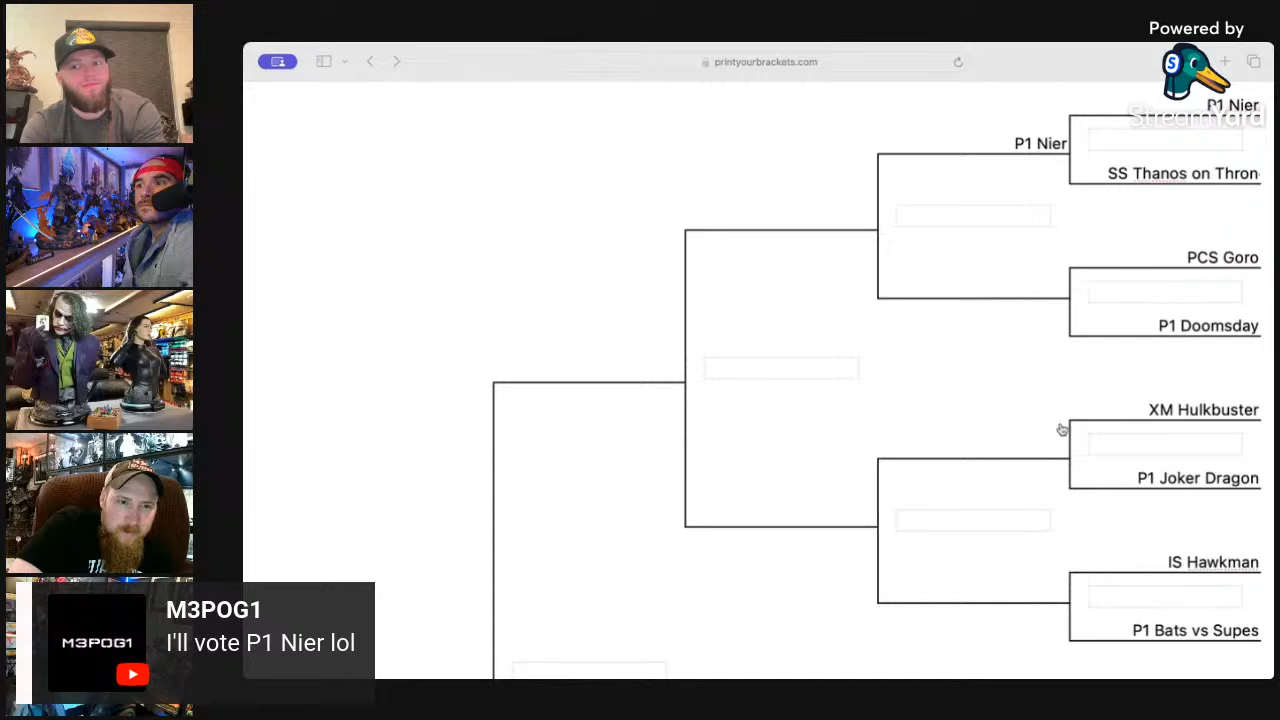 Powered by
StreamYard
printyourbrackets.com
P1 Nier
P1 Nier
SS Thanos on Thron
PCS Goro
P1 Doomsday
XM Hulkbuster
P1 Joker Dragon
IS Hawkman
P1 Bats vs Supes
M3POG1
M3POG1
I'll vote P1 Nier lol